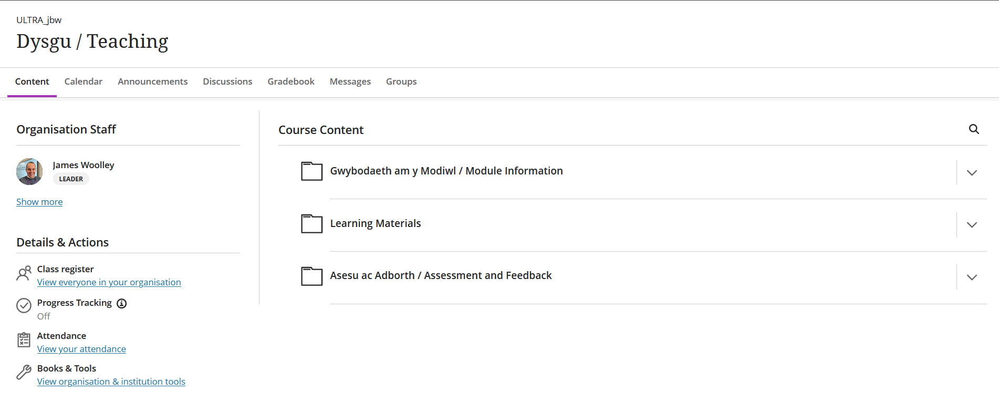 ULTRA_jbw
Dysgu / Teaching
Content
Calendar
Announcements
Discussions
Gradebook
Messages
Groups
Organisation Staff
James Woolley
LEADER
Show more
Details & Actions
Class register
View everyone in your organisation
Progress Tracking
Off
Attendance
View your attendance
Books & Tools
View organisation & institution tools
Course Content
Gwybodaeth am y Modiwl / Module Information
Learning Materials
Asesu ac Adborth / Assessment and Feedback